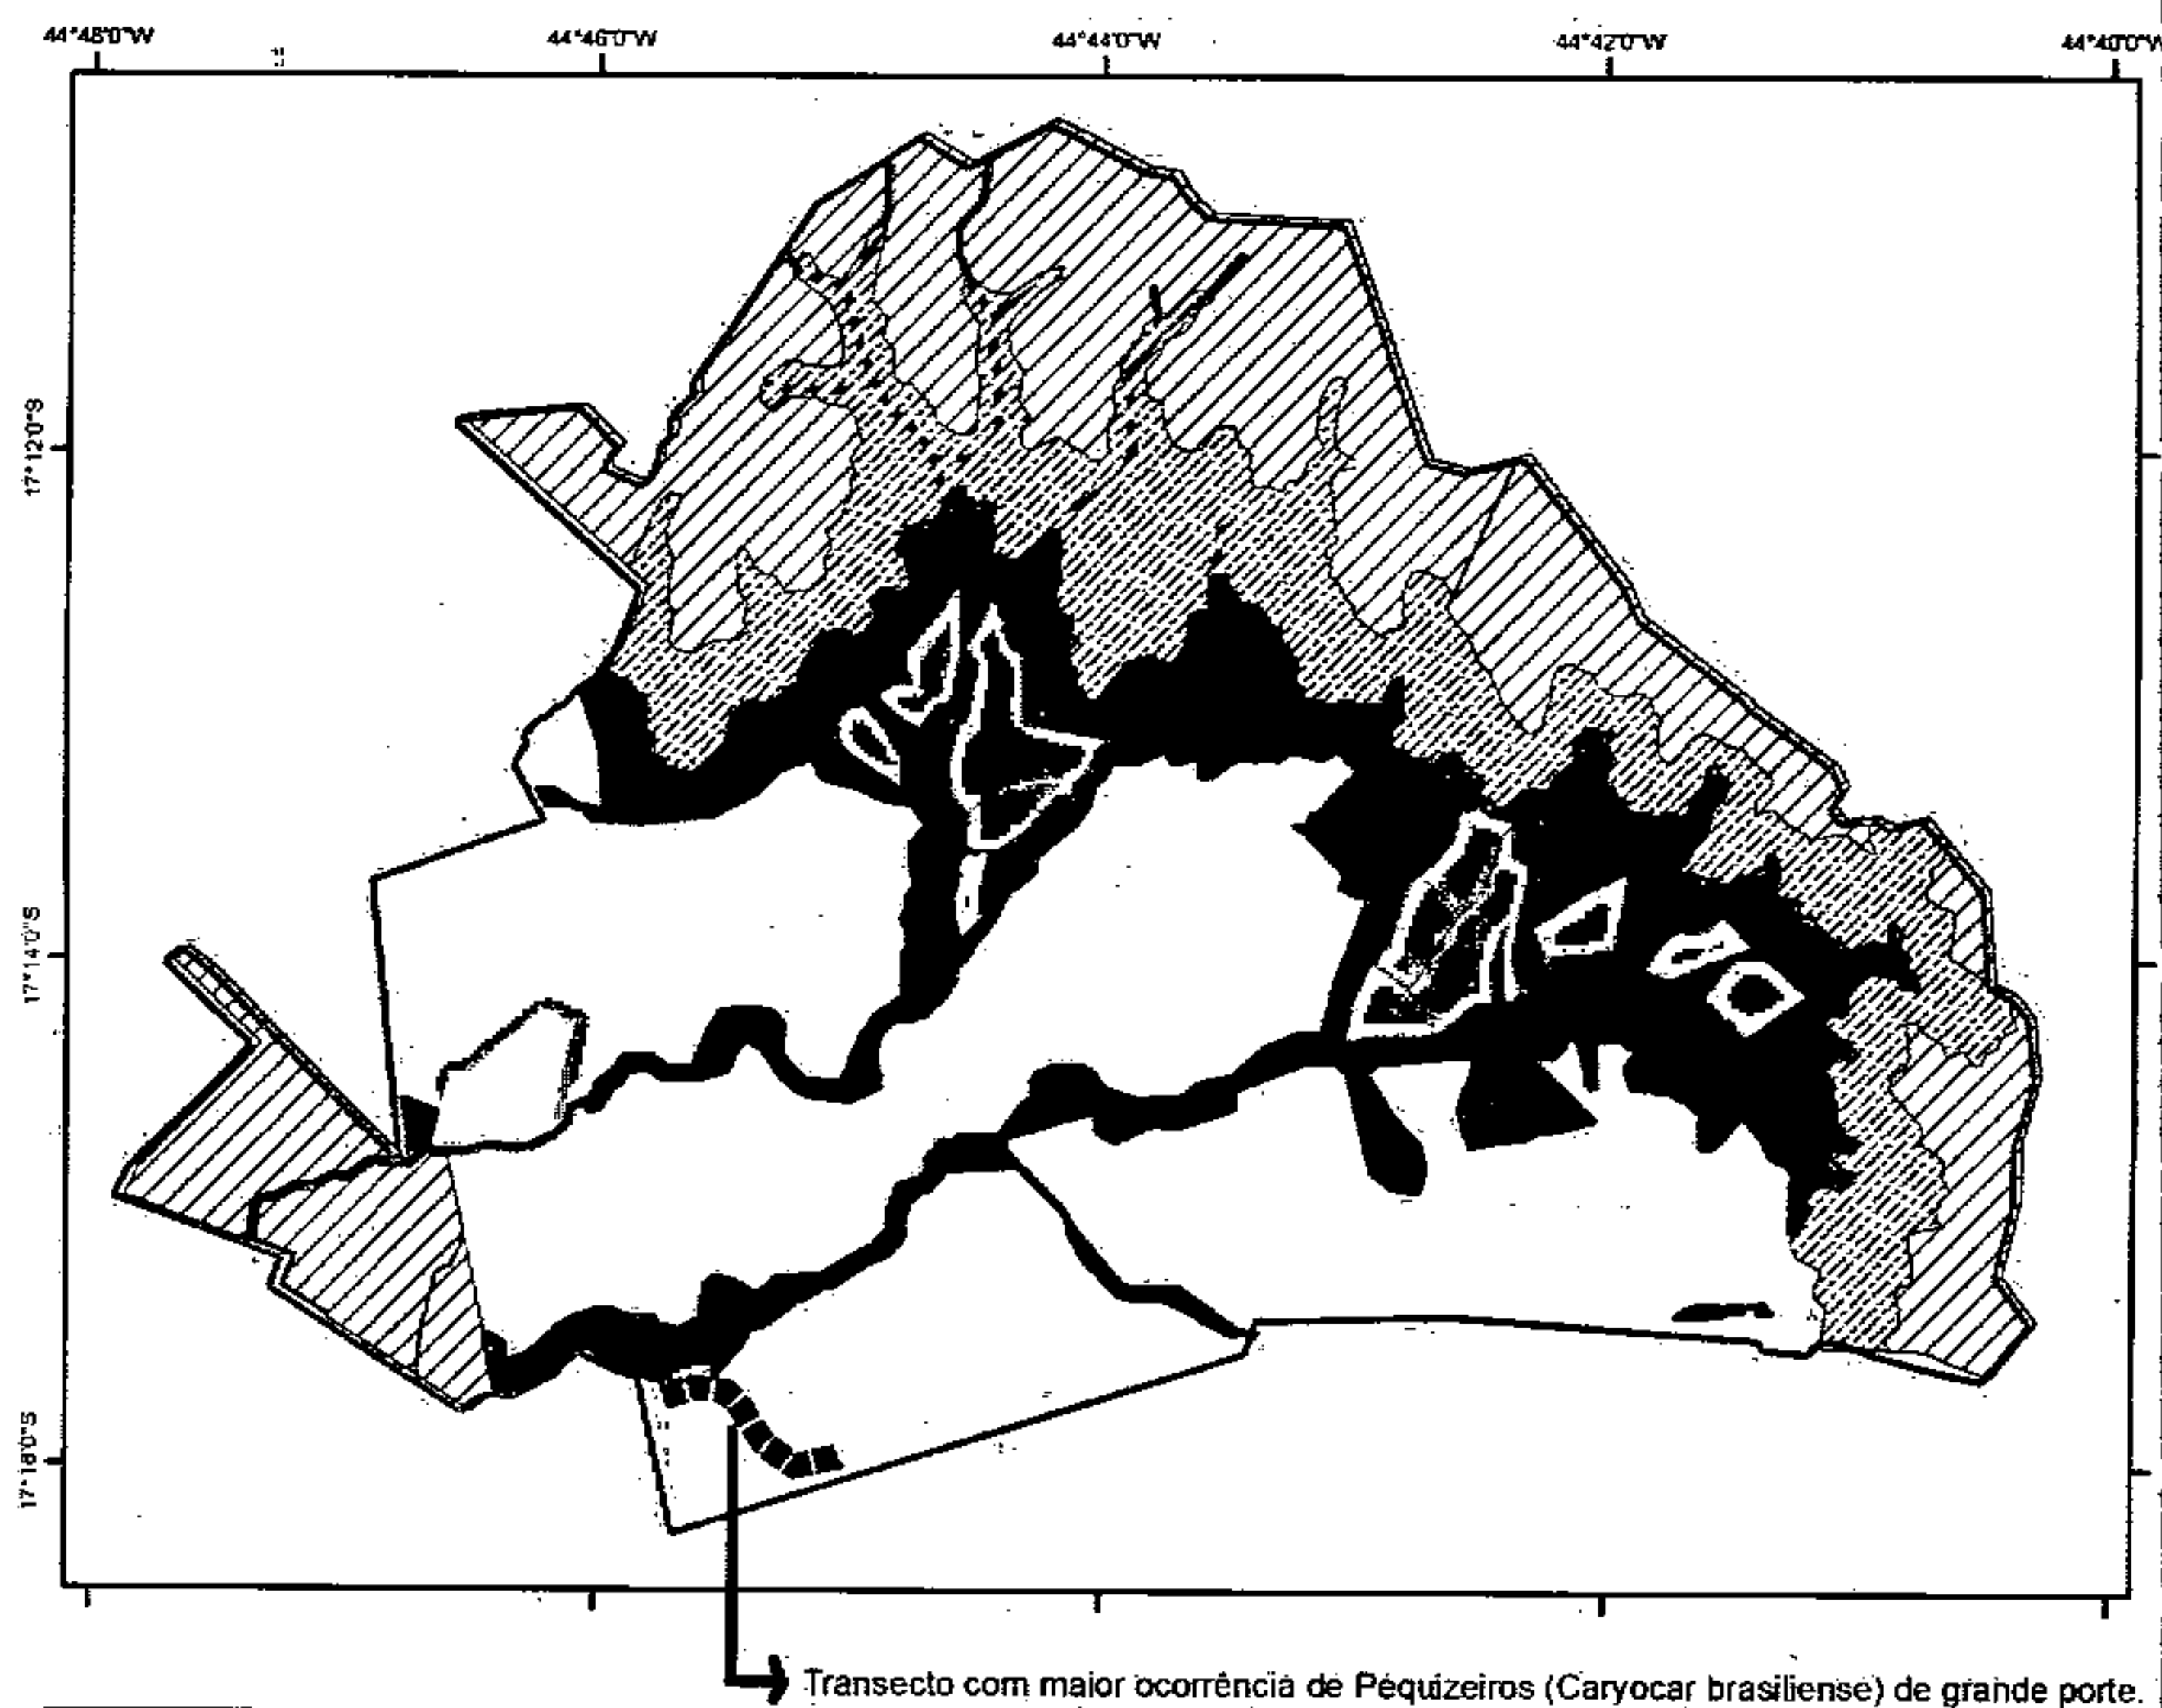 44°48'0"W 44°46'0"W 44°44'0"W 44°42'0"W 44°40'0"W
17°12'0"S
17°14'0"S
17°16'0"S
Transecto com maior ocorrência de Pequizeiros (Caryocar brasiliense) de grande porte.